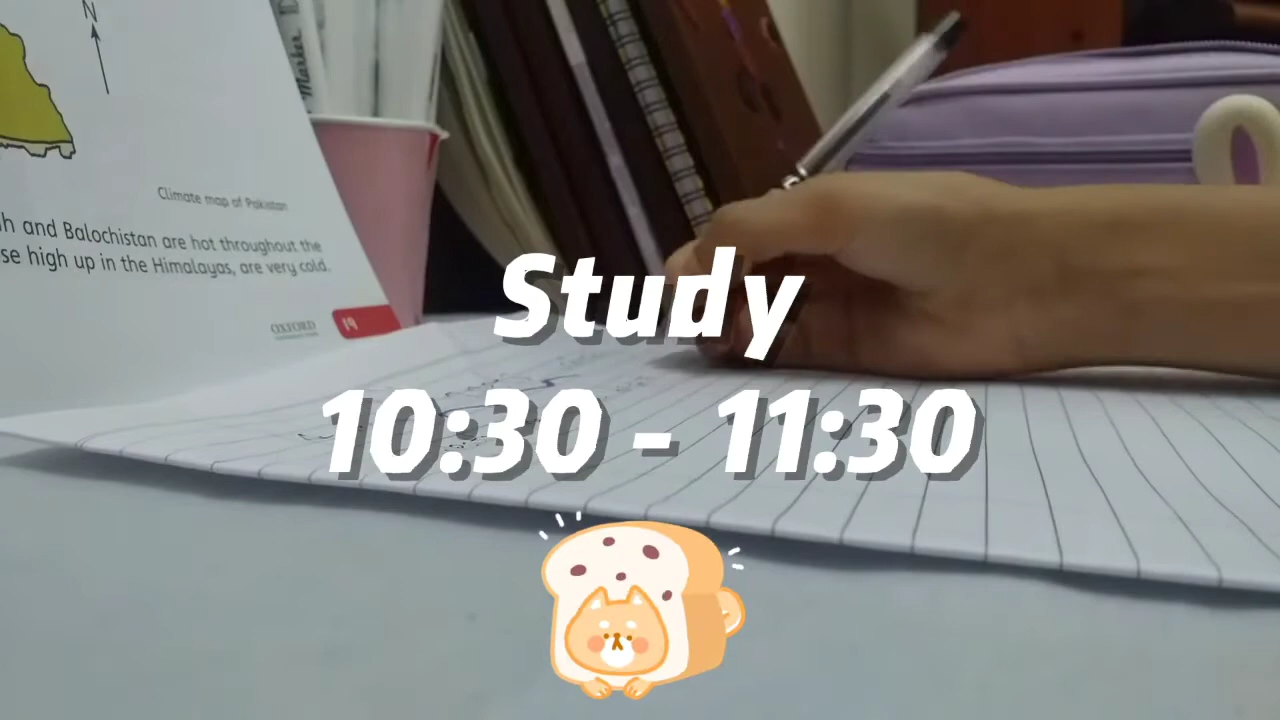 N
Marker
Climate map of Pakistan
h and Balochistan are hot throughout the
se high up in the Himalayas, are very cold.
OXFORD
19
Study
10:30 - 11:30